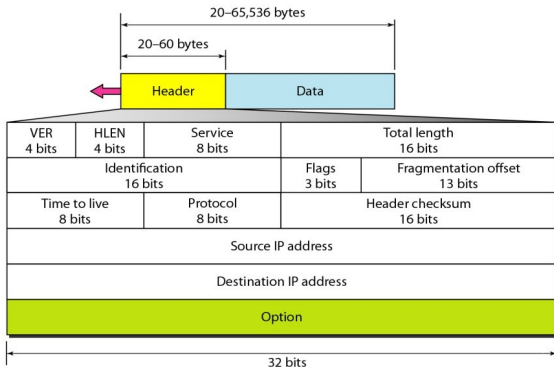 20–65,536 bytes
20–60 bytes
Header
Data
VER
4 bits
HLEN
4 bits
Service
8 bits
Total length
16 bits
Identification
16 bits
Flags
3 bits
Fragmentation offset
13 bits
Time to live
8 bits
Protocol
8 bits
Header checksum
16 bits
Source IP address
Destination IP address
Option
32 bits